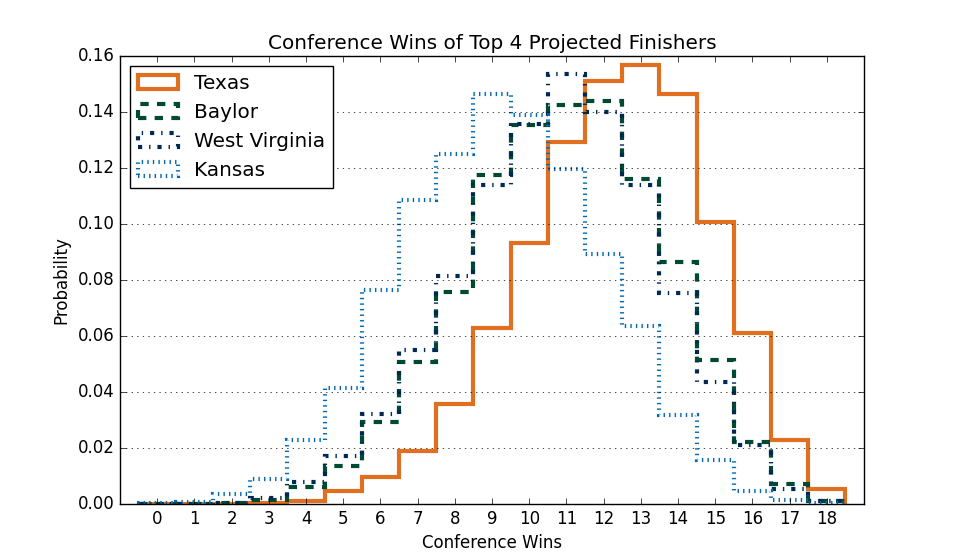 Conference Wins of Top 4 Projected Finishers
0.16
0.14
0.12
0.10
0.08
0.06
0.04
0.02
0.00
Probability
Texas
Baylor
West Virginia
Kansas
0 1 2 3 4 5 6 7 8 9 10 11 12 13 14 15 16 17 18
Conference Wins